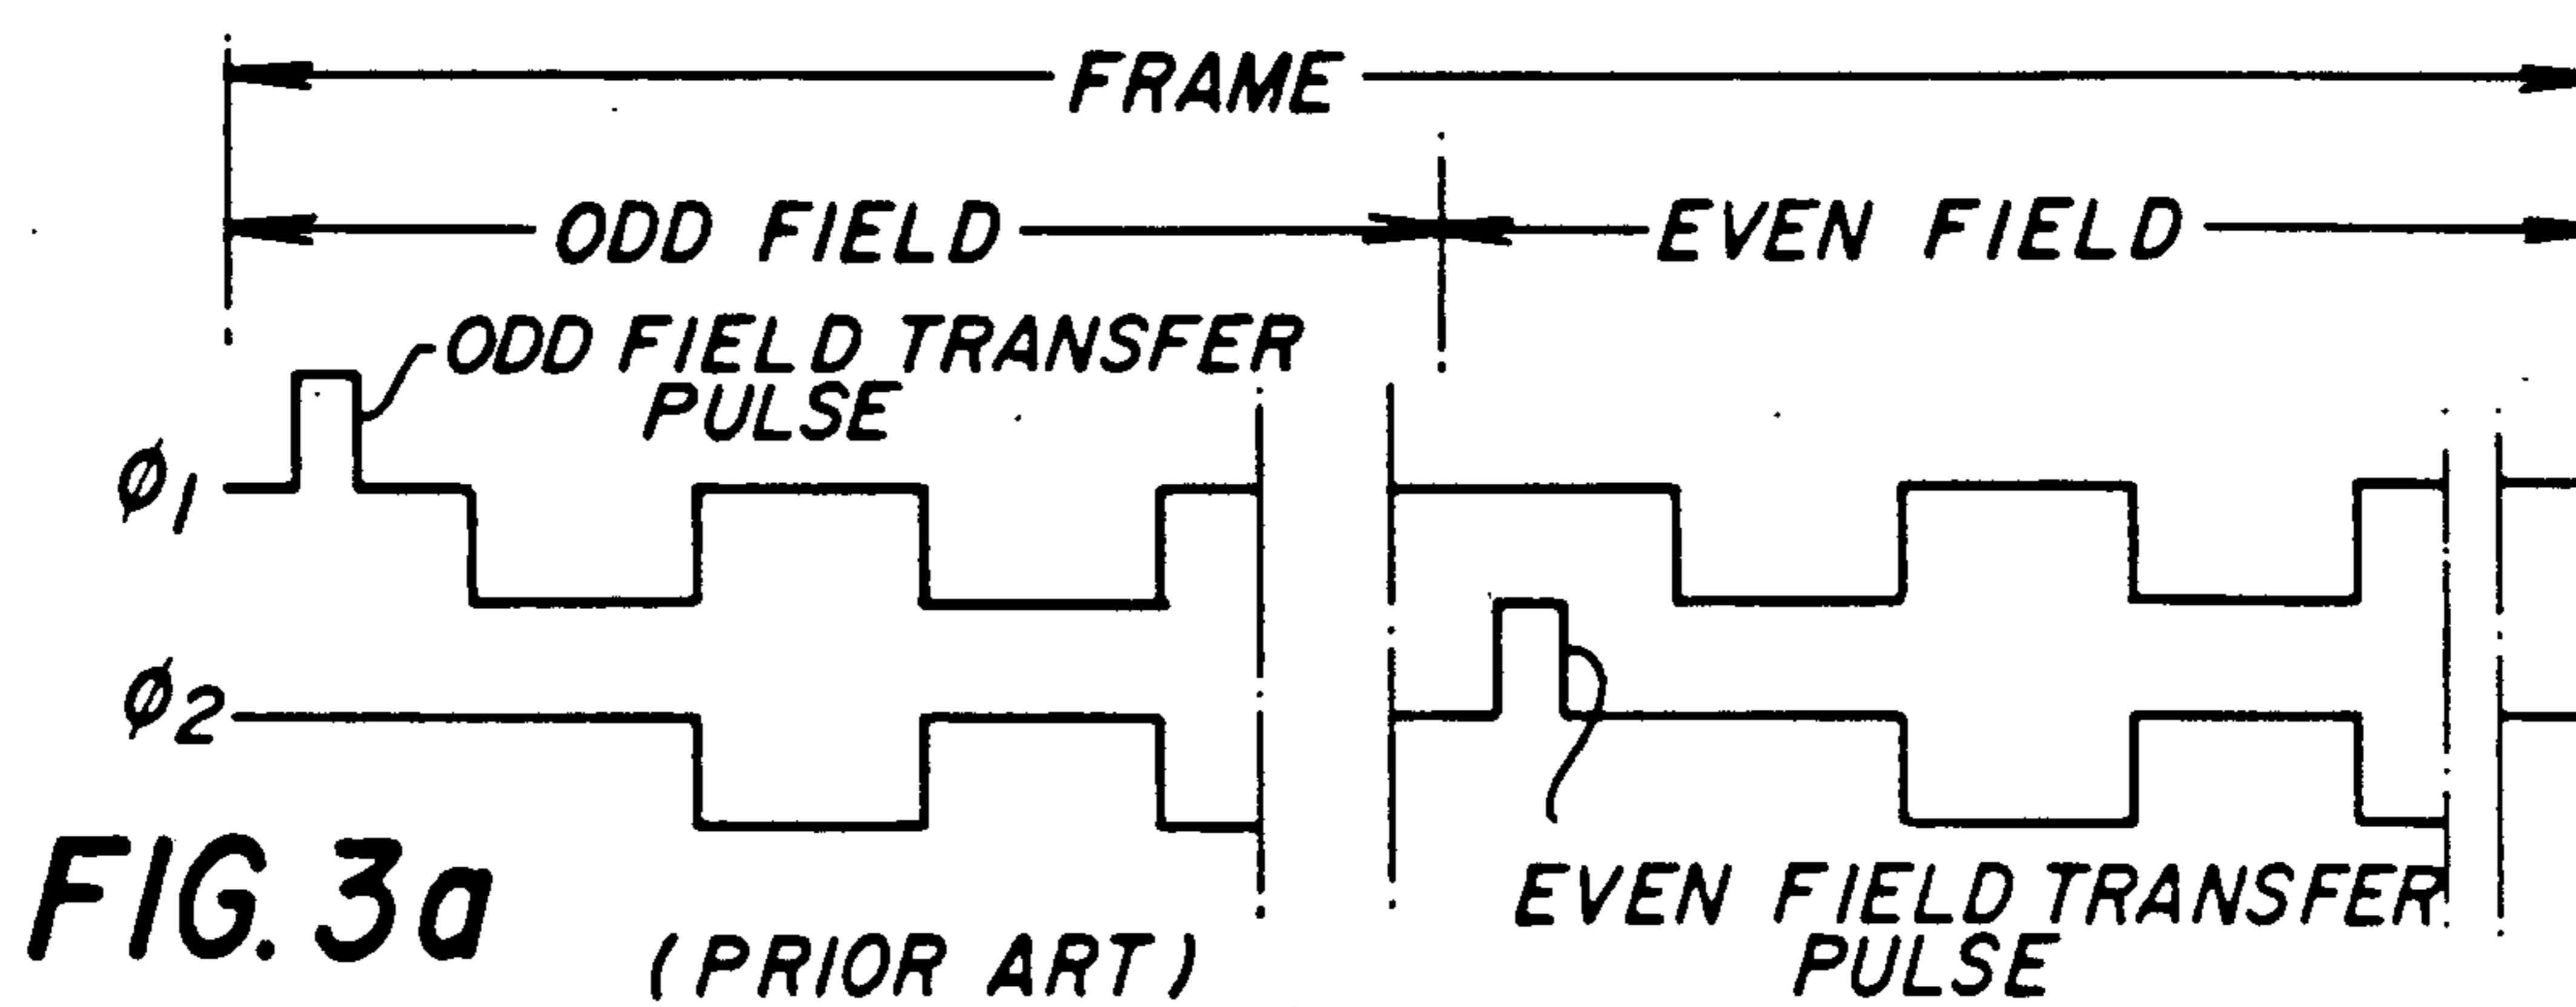 FRAME
ODD FIELD
EVEN FIELD
ODD FIELD TRANSFER
PULSE
φ1
φ2
EVEN FIELD TRANSFER
PULSE
FIG. 3a
(PRIOR ART)